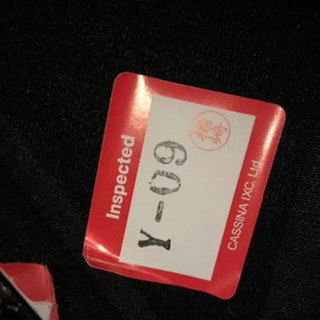 Inspected
Y-09
CASSINA IXC. Ltd